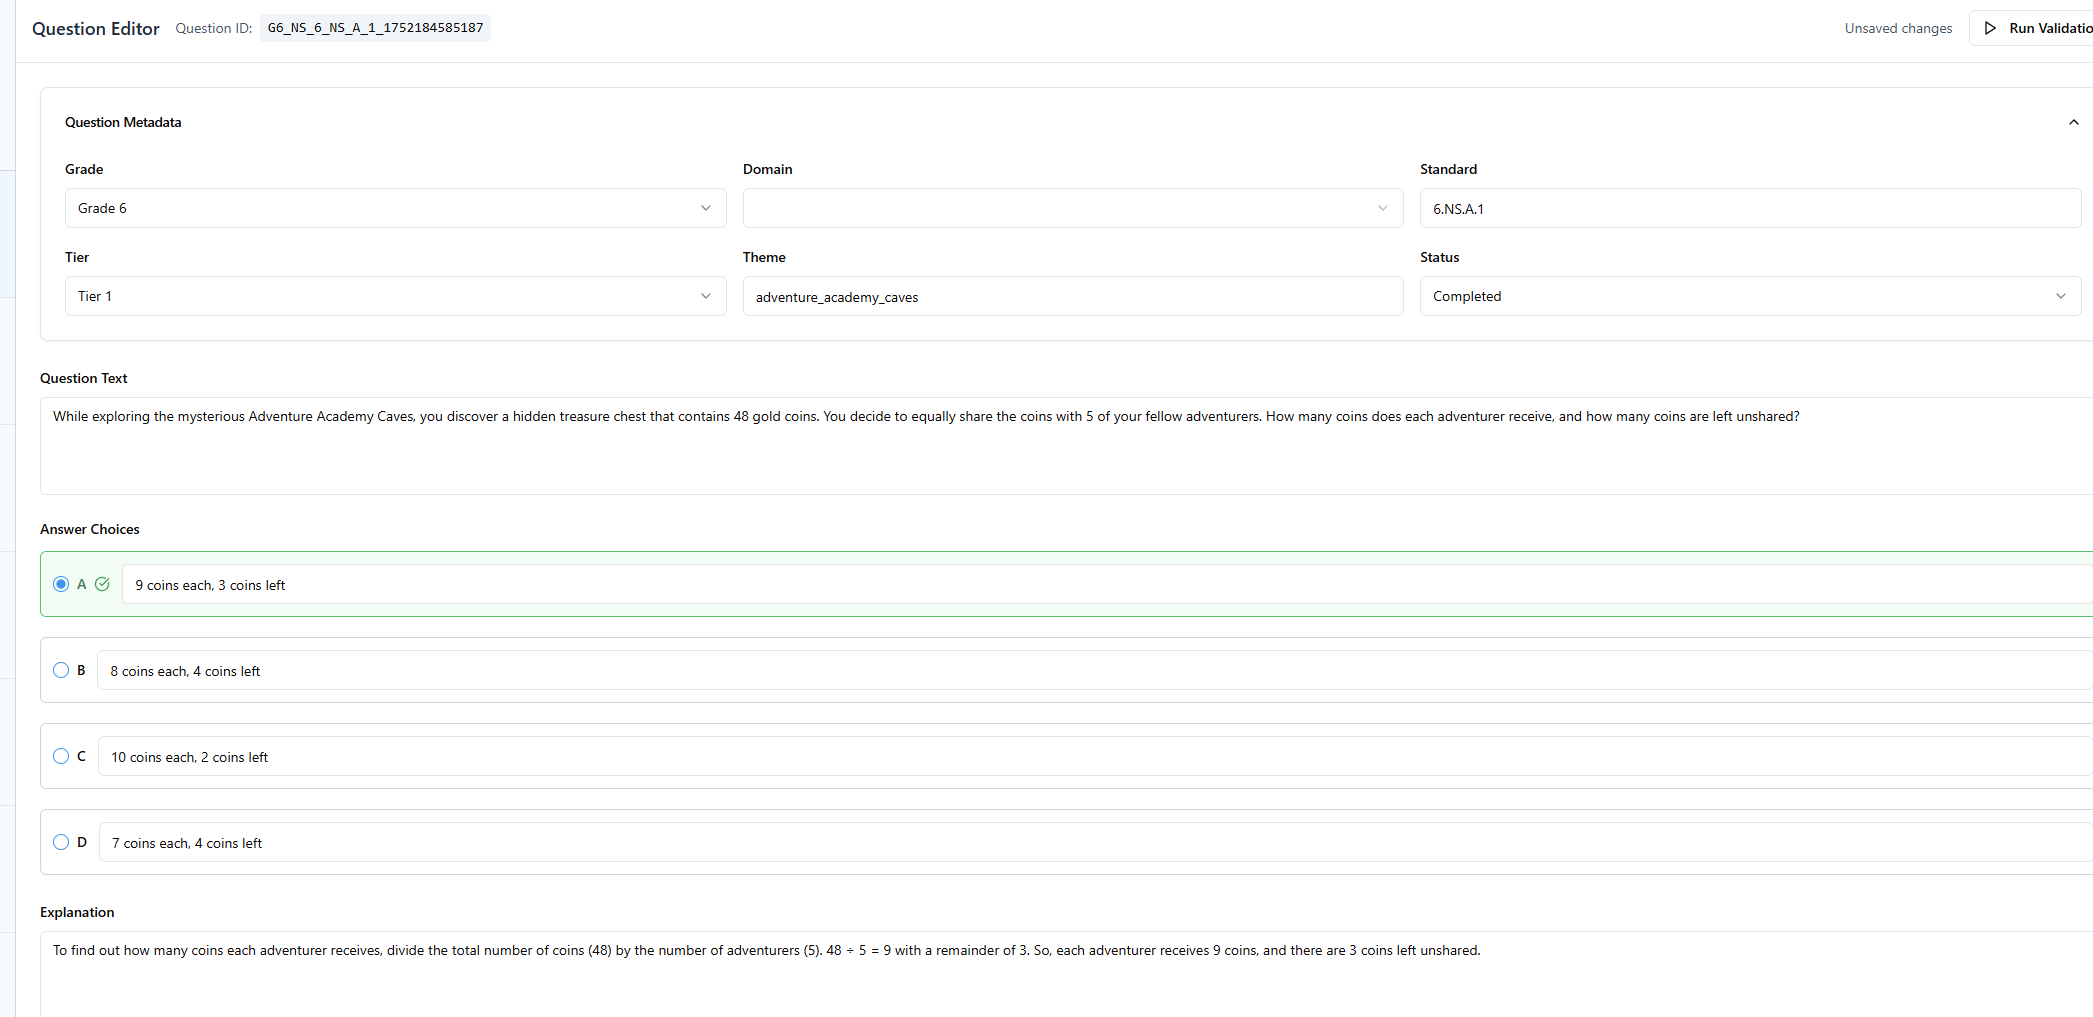 Question Editor Question ID: G6_NS_6_NS_A_1_1752184585187 Unsaved changes Run Validatio
Question Metadata
Grade Domain Standard
Grade 6 6.NS.A.1
Tier Theme Status
Tier 1 adventure_academy_caves Completed
Question Text
While exploring the mysterious Adventure Academy Caves, you discover a hidden treasure chest that contains 48 gold coins. You decide to equally share the coins with 5 of your fellow adventurers. How many coins does each adventurer receive, and how many coins are left unshared?
Answer Choices
A 9 coins each, 3 coins left
B 8 coins each, 4 coins left
C 10 coins each, 2 coins left
D 7 coins each, 4 coins left
Explanation
To find out how many coins each adventurer receives, divide the total number of coins (48) by the number of adventurers (5). 48 ÷ 5 = 9 with a remainder of 3. So, each adventurer receives 9 coins, and there are 3 coins left unshared.